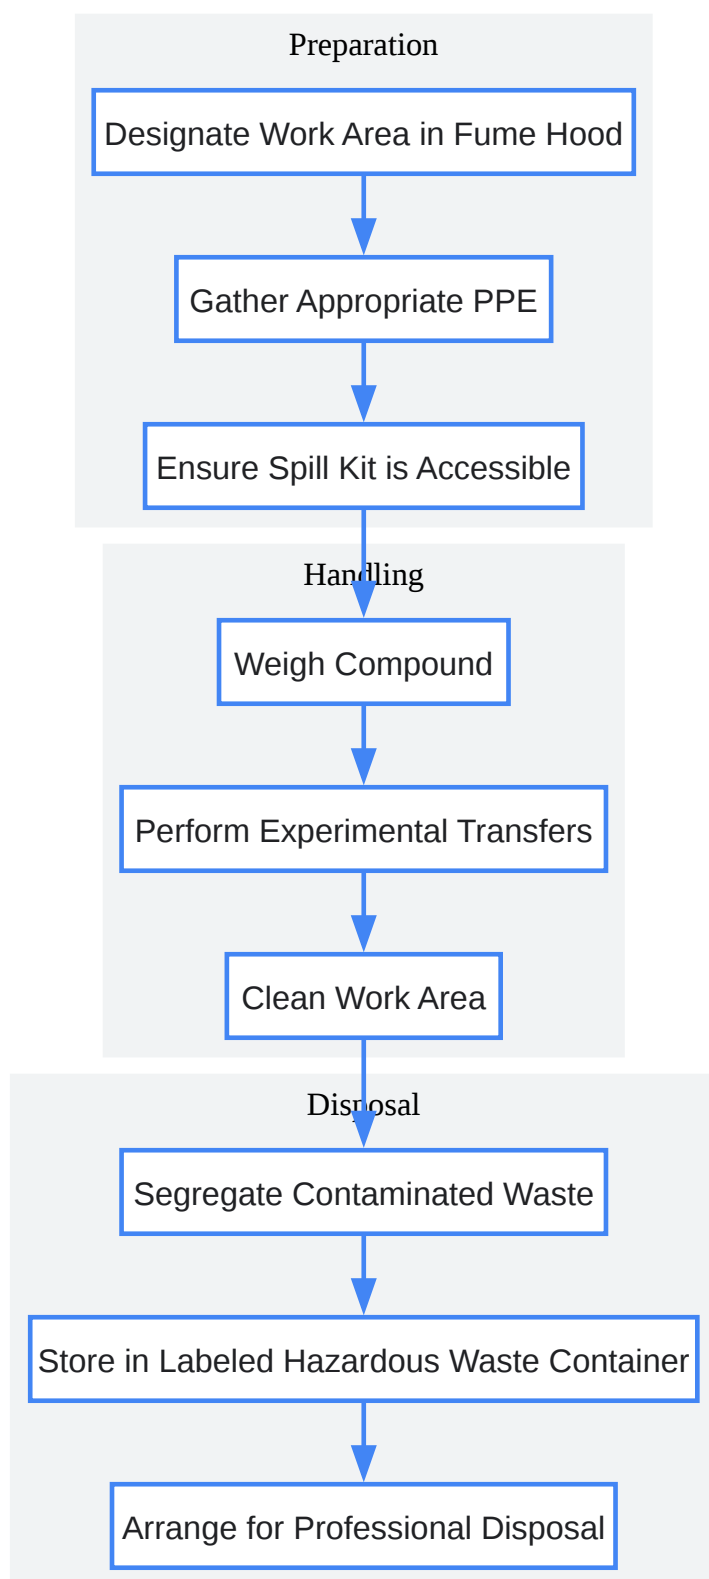 Preparation
Designate Work Area in Fume Hood
Gather Appropriate PPE
Ensure Spill Kit is Accessible
Handling
Weigh Compound
Perform Experimental Transfers
Clean Work Area
Disposal
Segregate Contaminated Waste
Store in Labeled Hazardous Waste Container
Arrange for Professional Disposal